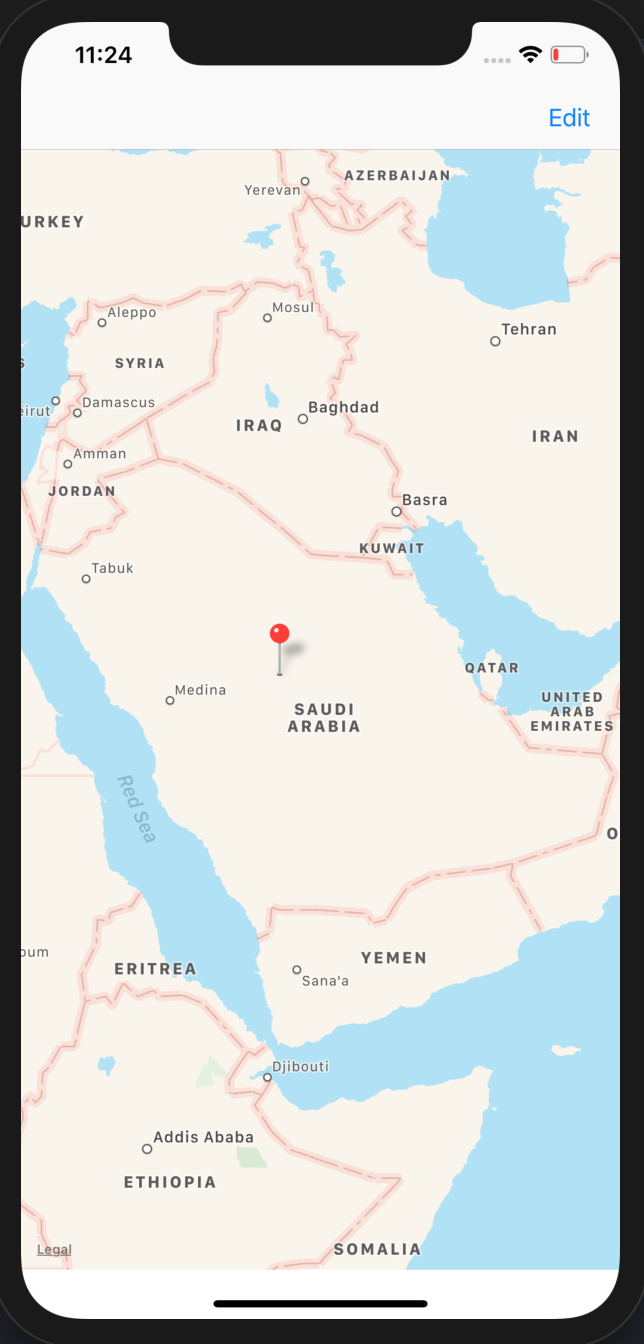 11:24
Edit
AZERBAIJAN
Yerevan
URKEY
Aleppo
Mosul
Tehran
SYRIA
S
Damascus
Baghdad
eirut
IRAQ
IRAN
Amman
JORDAN
Basra
KUWAIT
Tabuk
QATAR
Medina
UNITED
ARAB
EMIRATES
SAUDI
ARABIA
Red Sea
O
oum
YEMEN
ERITREA
Sana'a
Djibouti
Addis Ababa
ETHIOPIA
Legal
SOMALIA